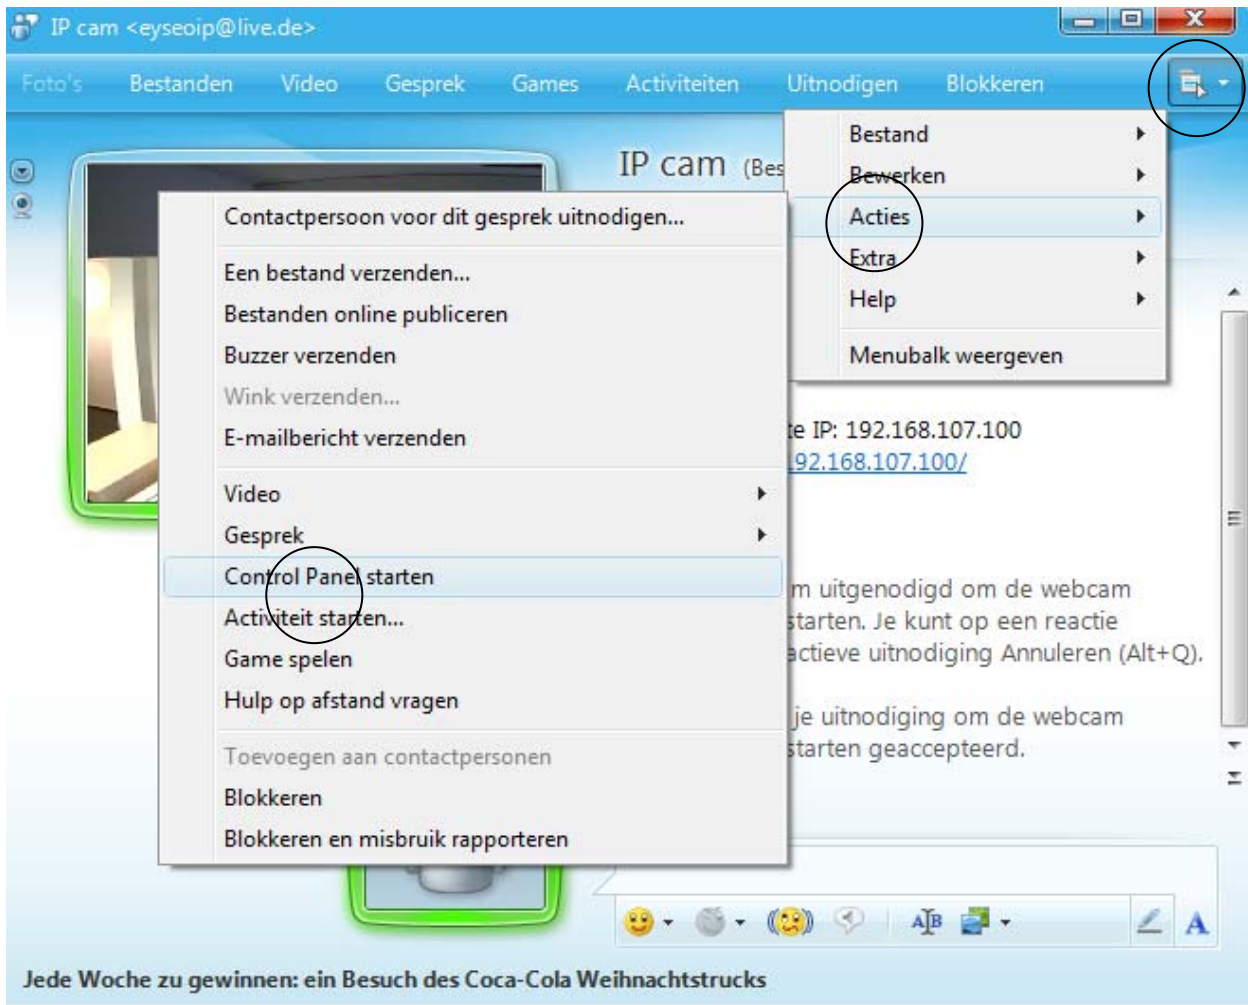 IP cam <eyseoip@live.de>
Foto's Bestanden Video Gesprek Games Activiteiten Uitnodigen Blokkeren
IP cam (Bes
Bestand
Bewerken
Acties
Extra
Help
Menubalk weergeven
Contactpersoon voor dit gesprek uitnodigen...
Een bestand verzenden...
Bestanden online publiceren
Buzzer verzenden
Wink verzenden...
E-mailbericht verzenden
Video
Gesprek
Control Panel starten
Activiteit starten...
Game spelen
Hulp op afstand vragen
Toevoegen aan contactpersonen
Blokkeren
Blokkeren en misbruik rapporteren
te IP: 192.168.107.100
192.168.107.100/
m uitgenodigd om de webcam
starten. Je kunt op een reactie
actieve uitnodiging Annuleren (Alt+Q).
je uitnodiging om de webcam
starten geaccepteerd.
AB
A
Jede Woche zu gewinnen: ein Besuch des Coca-Cola Weihnachtstrucks